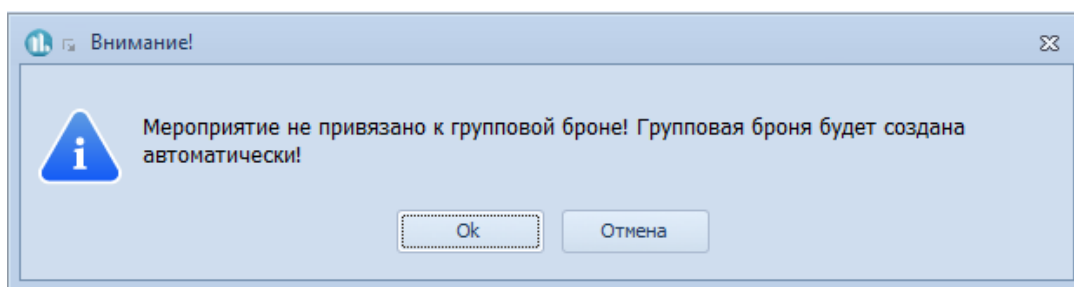 Внимание!
Мероприятие не привязано к групповой броне! Групповая броня будет создана
автоматически!
Ok
Отмена